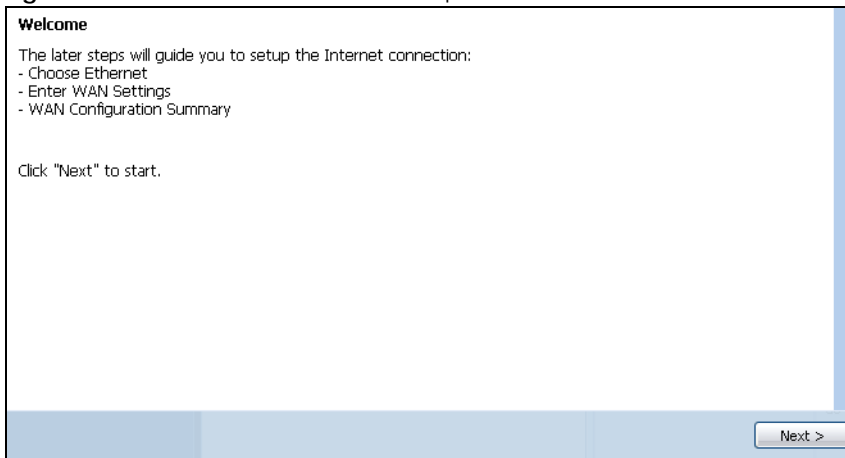 Welcome
The later steps will guide you to setup the Internet connection:
- Choose Ethernet
- Enter WAN Settings
- WAN Configuration Summary
Click "Next" to start.
Next >